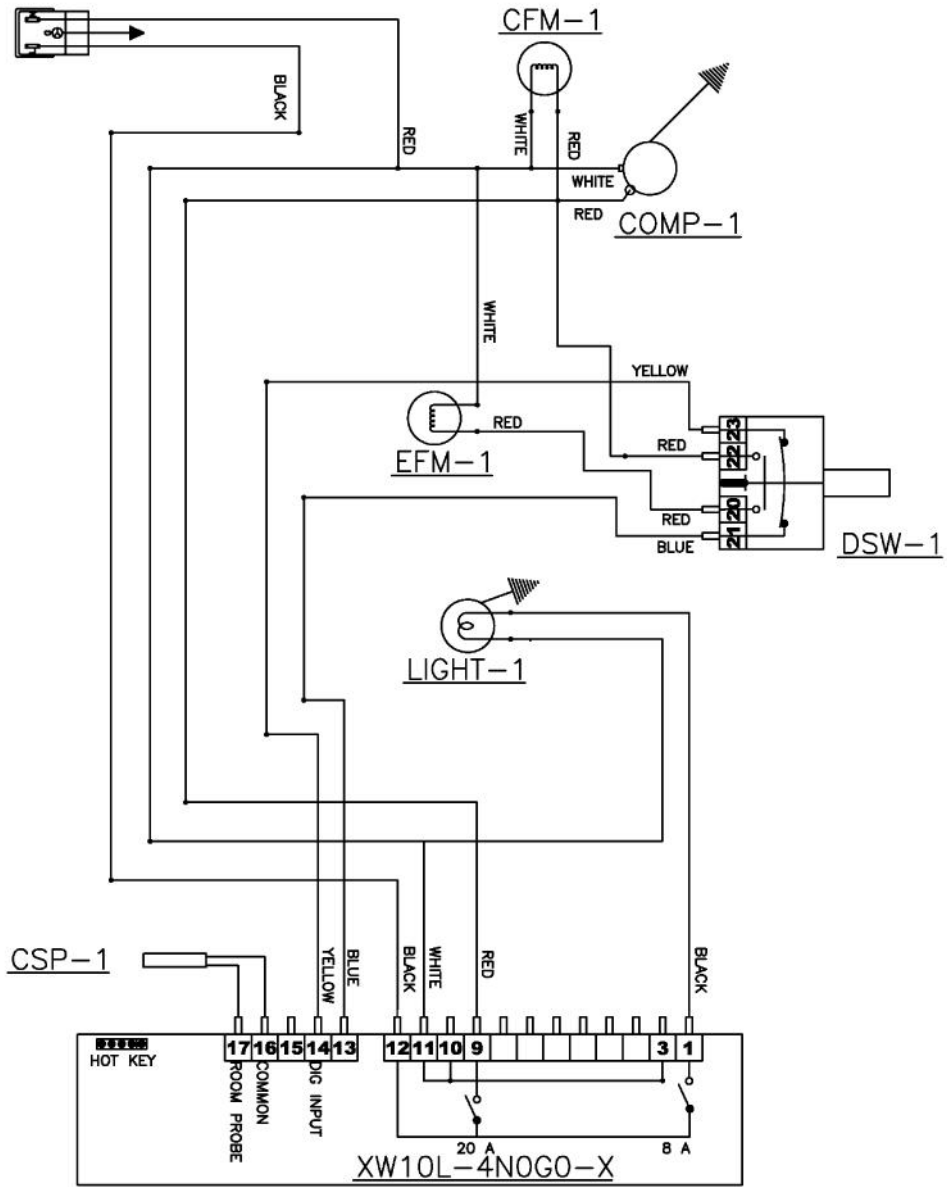 CFM-1
BLACK
RED
WHITE
RED
WHITE
RED
COMP-1
WHITE
YELLOW
RED
EFM-1
RED
23
22
20
21
RED
BLUE
DSW-1
LIGHT-1
CSP-1
YELLOW
BLUE
BLACK
WHITE
RED
BLACK
HOT KEY
17 16 15 14 13 12 11 10 9 3 1
ROOM PROBE
COMMON
DIG INPUT
20 A
8 A
XW10L-4N0G0-X